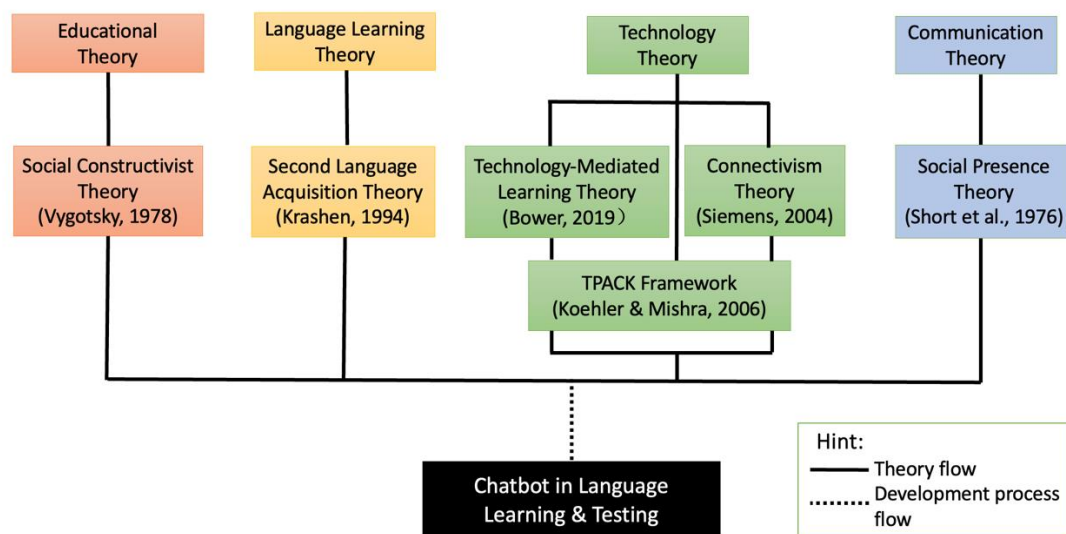 Educational
Theory
Language Learning
Theory
Technology
Theory
Communication
Theory
Social Constructivist
Theory
(Vygotsky, 1978)
Second Language
Acquisition Theory
(Krashen, 1994)
Technology-Mediated
Learning Theory
(Bower, 2019）
Connectivism
Theory
(Siemens, 2004)
Social Presence
Theory
(Short et al., 1976)
TPACK Framework
(Koehler & Mishra, 2006)
Hint:
Theory flow
Development process
flow
Chatbot in Language
Learning & Testing